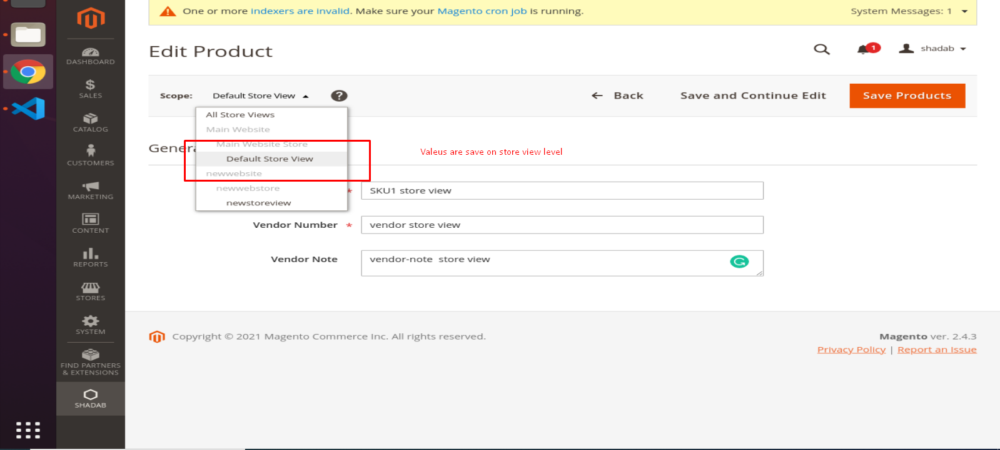 One or more indexers are invalid. Make sure your Magento cron job is running.
System Messages: 1
Edit Product
1
shadab
Scope:
Default Store View
?
Back
Save and Continue Edit
Save Products
All Store Views
Main Website
Main Website Store
Default Store View
newwebsite
newwebstore
newstoreview
Genera
Valeus are save on store view level
* SKU1 store view
Vendor Number * vendor store view
Vendor Note vendor-note store view
DASHBOARD
$
SALES
CATALOG
CUSTOMERS
MARKETING
CONTENT
REPORTS
STORES
SYSTEM
FIND PARTNERS
& EXTENSIONS
SHADAB
Copyright © 2021 Magento Commerce Inc. All rights reserved.
Magento ver. 2.4.3
Privacy Policy | Report an Issue